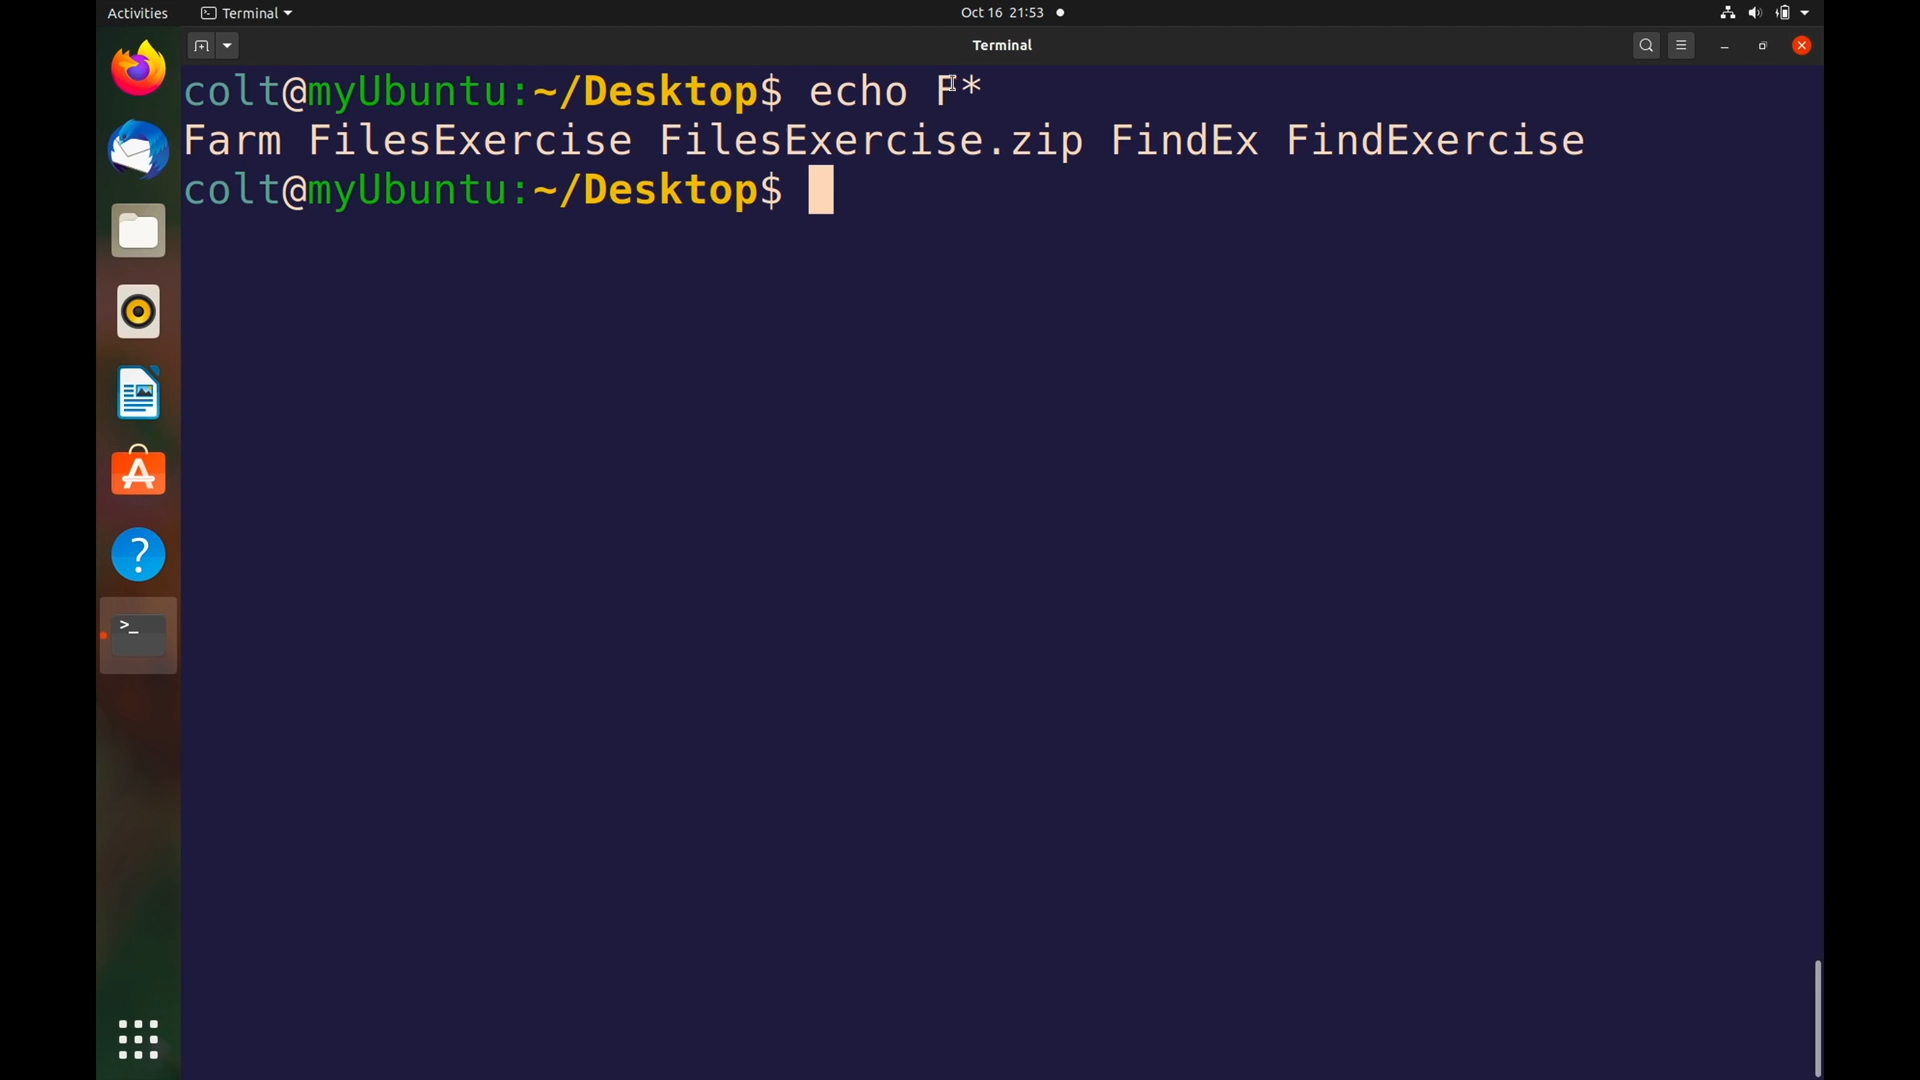 Activities Terminal Oct 16 21:53
Terminal
colt@myUbuntu:~/Desktop$ echo F*
Farm FilesExercise FilesExercise.zip FindEx FindExercise
colt@myUbuntu:~/Desktop$